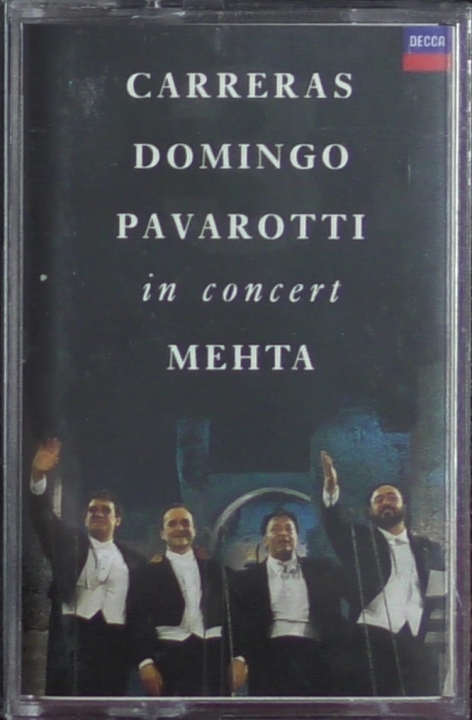 DECCA
CARRERAS
DOMINGO
PAVAROTTI
in concert
MEHTA